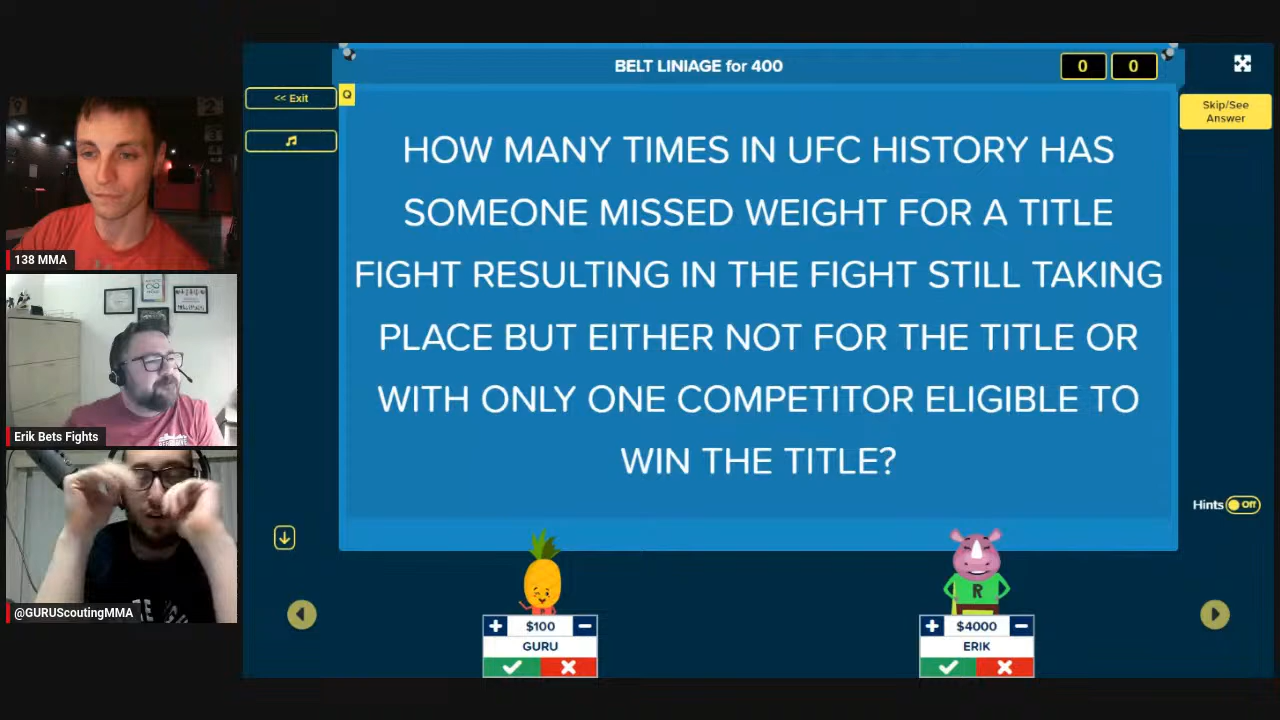 BELT LINIAGE for 400
0 0
<< Exit
Q
Skip/See
Answer
HOW MANY TIMES IN UFC HISTORY HAS
SOMEONE MISSED WEIGHT FOR A TITLE
FIGHT RESULTING IN THE FIGHT STILL TAKING
PLACE BUT EITHER NOT FOR THE TITLE OR
WITH ONLY ONE COMPETITOR ELIGIBLE TO
WIN THE TITLE?
138 MMA
Erik Bets Fights
@GURUScoutingMMA
Hints Off
R
$100
GURU
$4000
ERIK